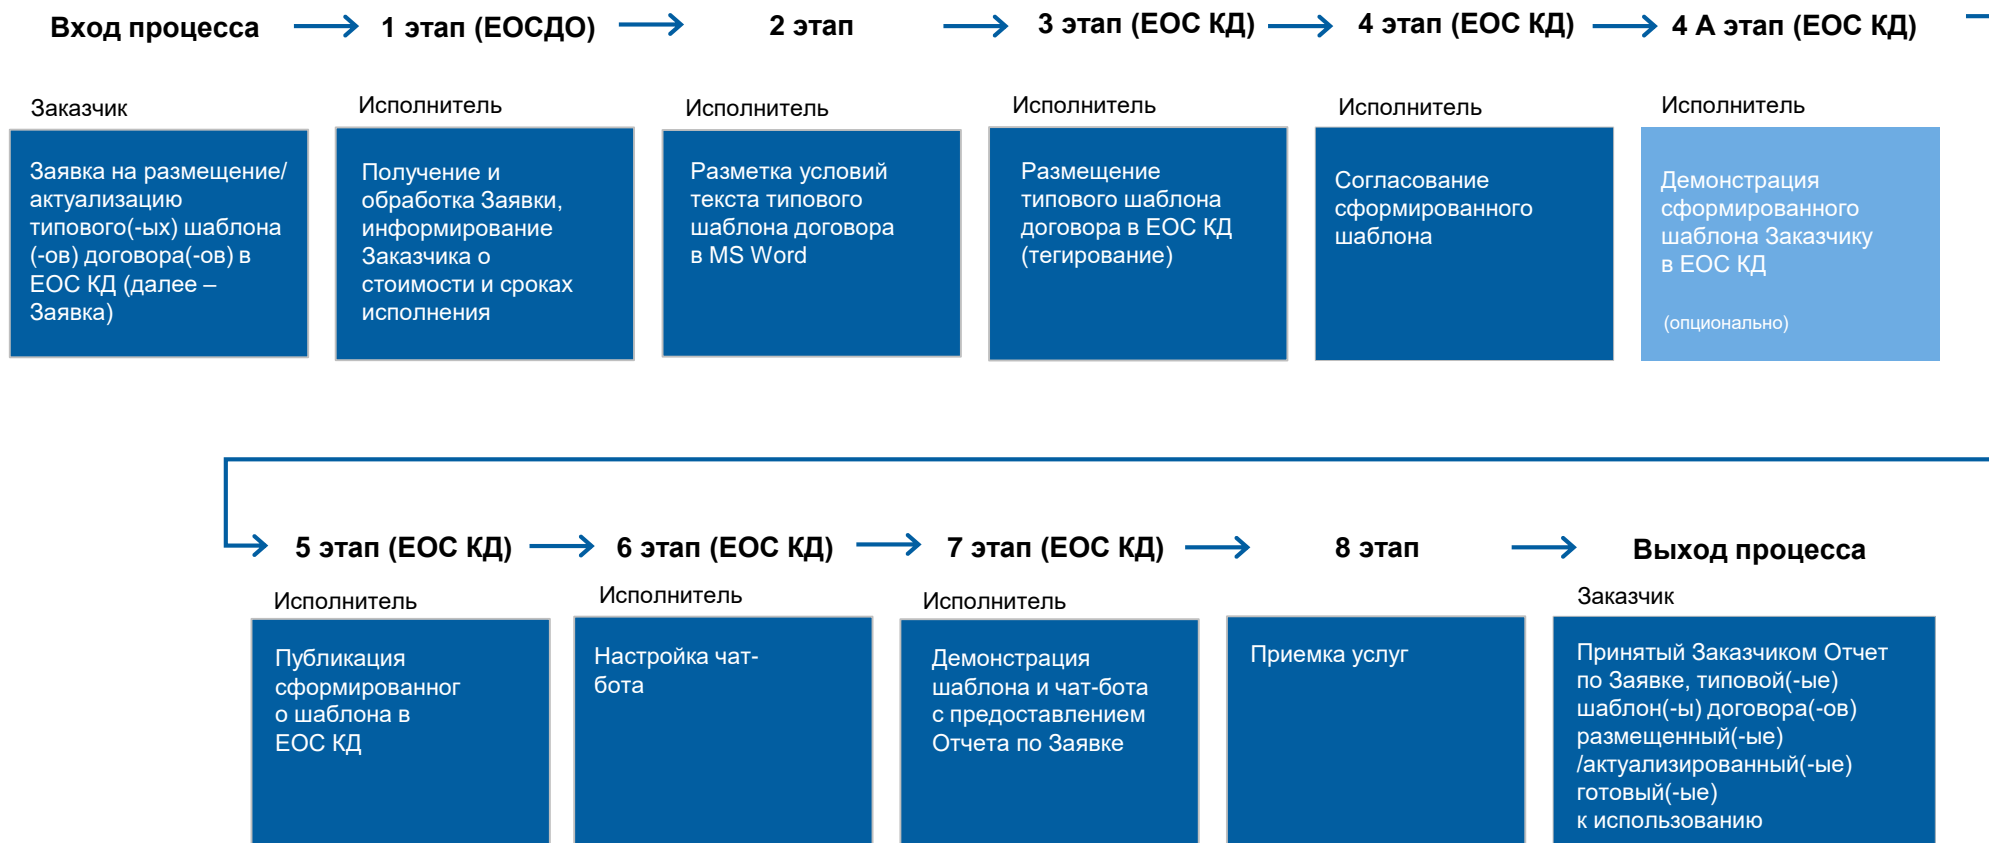 Вход процесса
1 этап (ЕОСДО)
2 этап
3 этап (ЕОС КД)
4 этап (ЕОС КД)
4 А этап (ЕОС КД)
Заказчик
Заявка на размещение/
актуализацию
типового(-ых) шаблона
(-ов) договора(-ов) в
ЕОС КД (далее –
Заявка)
Исполнитель
Получение и
обработка Заявки,
информирование
Заказчика о
стоимости и сроках
исполнения
Исполнитель
Разметка условий
текста типового
шаблона договора
в MS Word
Исполнитель
Размещение
типового шаблона
договора в ЕОС КД
(тегирование)
Исполнитель
Согласование
сформированного
шаблона
Исполнитель
Демонстрация
сформированного
шаблона Заказчику
в ЕОС КД
(опционально)
5 этап (ЕОС КД)
6 этап (ЕОС КД)
7 этап (ЕОС КД)
8 этап
Выход процесса
Исполнитель
Публикация
сформированног
о шаблона в
ЕОС КД
Исполнитель
Настройка чат-
бота
Исполнитель
Демонстрация
шаблона и чат-бота
с предоставлением
Отчета по Заявке
Приемка услуг
Заказчик
Принятый Заказчиком Отчет
по Заявке, типовой(-ые)
шаблон(-ы) договора(-ов)
размещенный(-ые)
/актуализированный(-ые)
готовый(-ые)
к использованию